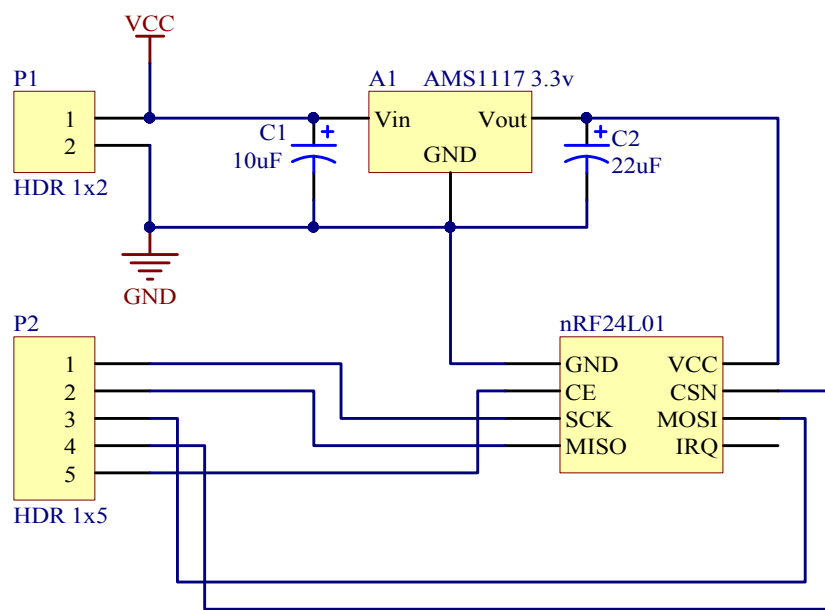 VCC
P1
1
2
HDR 1x2
GND
C1
10uF
A1 AMS1117 3.3v
Vin Vout
GND
C2
22uF
P2
1
2
3
4
5
HDR 1x5
nRF24L01
GND VCC
CE CSN
SCK MOSI
MISO IRQ